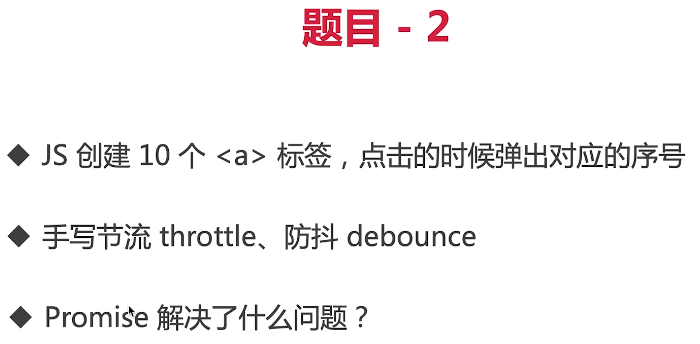 题目 - 2
◆ JS 创建 10 个 <a> 标签，点击的时候弹出对应的序号
◆ 手写节流 throttle、防抖 debounce
◆ Promise 解决了什么问题？